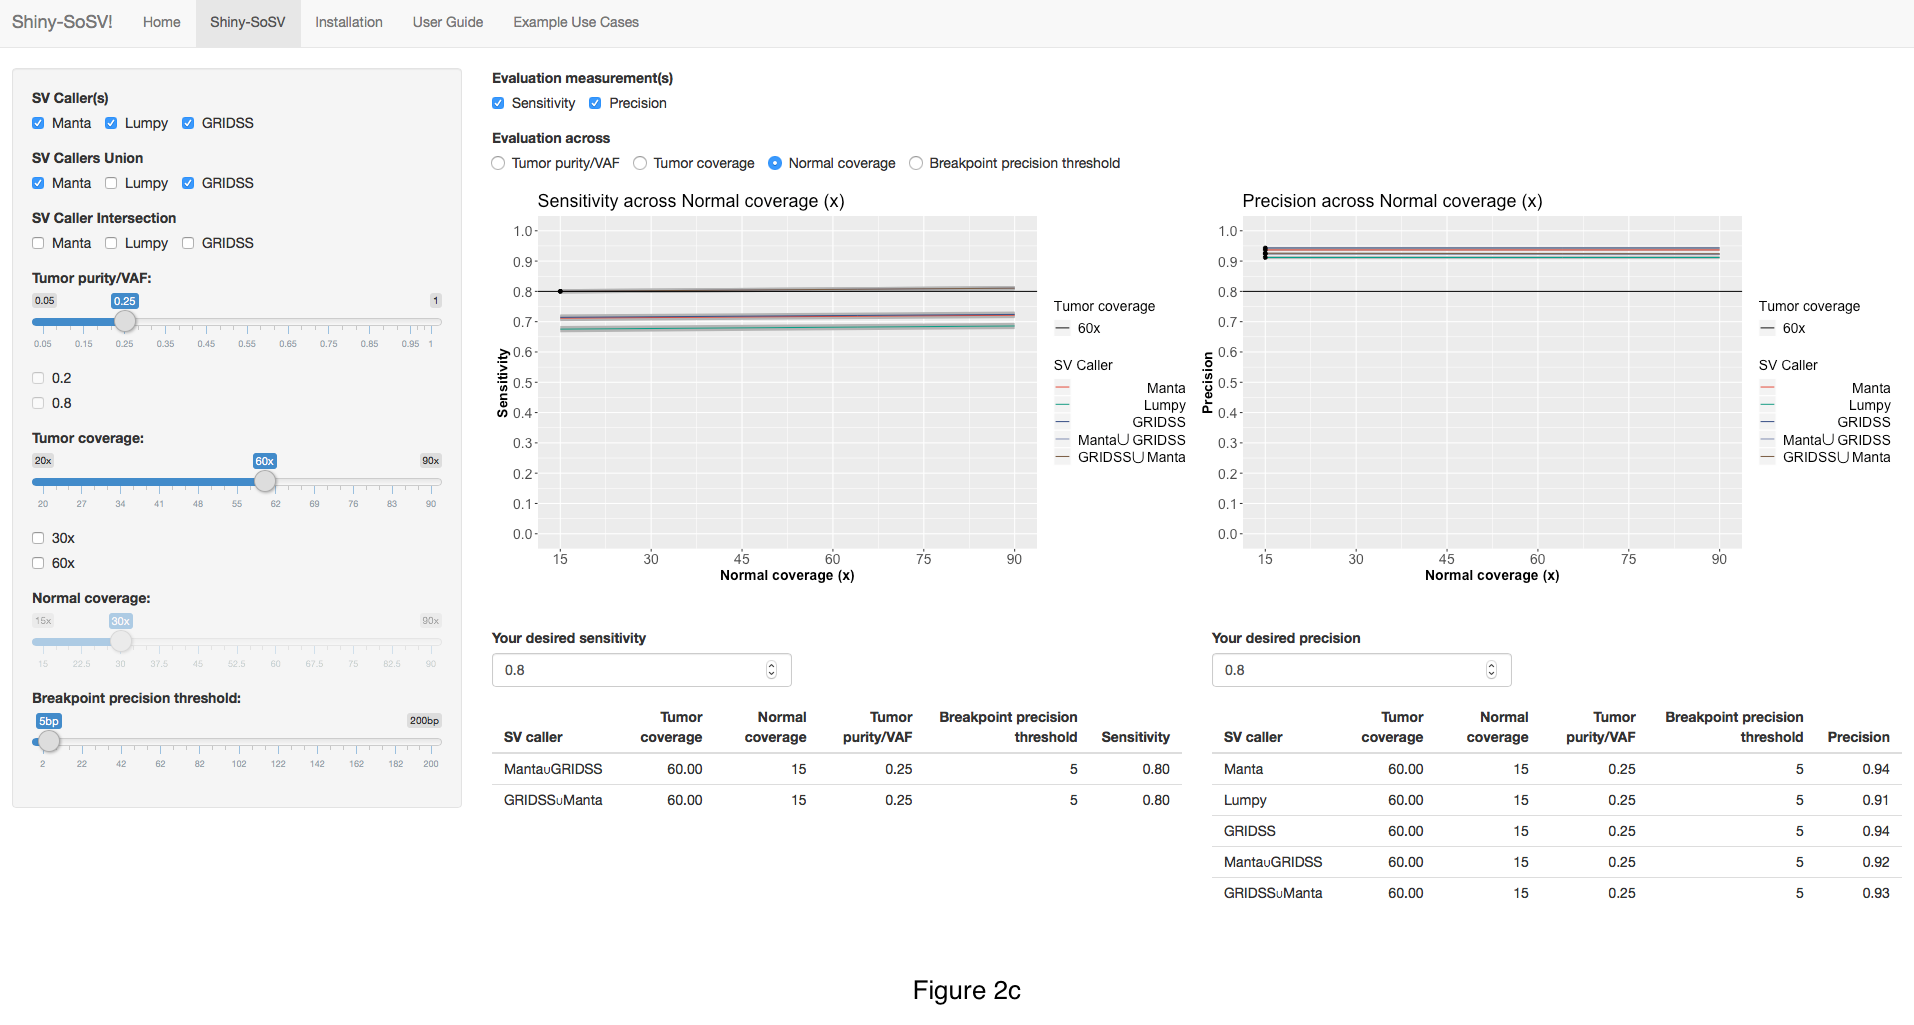 Shiny-SoSV! Home Shiny-SoSV Installation User Guide Example Use Cases
SV Caller(s)
Manta Lumpy GRIDSS
SV Callers Union
Manta Lumpy GRIDSS
SV Caller Intersection
Manta Lumpy GRIDSS
Tumor purity/VAF:
0.05 0.25 1
0.05 0.15 0.25 0.35 0.45 0.55 0.65 0.75 0.85 0.95 1
0.2
0.8
Tumor coverage:
20x 60x 90x
20 27 34 41 48 55 62 69 76 83 90
30x
60x
Normal coverage:
15x 30x 90x
15 22.5 30 37.5 45 52.5 60 67.5 75 82.5 90
Breakpoint precision threshold:
5bp 200bp
2 22 42 62 82 102 122 142 162 182 200
Evaluation measurement(s)
Sensitivity Precision
Evaluation across
Tumor purity/VAF Tumor coverage Normal coverage Breakpoint precision threshold
Sensitivity across Normal coverage (x)
1.0
0.9
0.8
0.7
0.6
0.5
0.4
0.3
0.2
0.1
0.0
Sensitivity
15 30 45 60 75 90
Normal coverage (x)
Tumor coverage
60x
SV Caller
Manta
Lumpy
GRIDSS
Manta∪GRIDSS
GRIDSS∪Manta
Precision across Normal coverage (x)
1.0
0.9
0.8
0.7
0.6
0.5
0.4
0.3
0.2
0.1
0.0
Precision
15 30 45 60 75 90
Normal coverage (x)
Tumor coverage
60x
SV Caller
Manta
Lumpy
GRIDSS
Manta∪GRIDSS
GRIDSS∪Manta
Your desired sensitivity
0.8
Tumor Normal Tumor Breakpoint precision
SV caller coverage coverage purity/VAF threshold Sensitivity
Manta∪GRIDSS 60.00 15 0.25 5 0.80
GRIDSS∪Manta 60.00 15 0.25 5 0.80
Your desired precision
0.8
Tumor Normal Tumor Breakpoint precision
SV caller coverage coverage purity/VAF threshold Precision
Manta 60.00 15 0.25 5 0.94
Lumpy 60.00 15 0.25 5 0.91
GRIDSS 60.00 15 0.25 5 0.94
Manta∪GRIDSS 60.00 15 0.25 5 0.92
GRIDSS∪Manta 60.00 15 0.25 5 0.93
Figure 2c